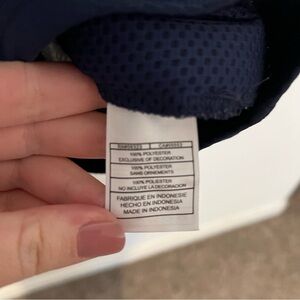 100% POLYESTER
EXCLUSIVE OF DECORATION
100% POLYESTER
SANS ORNEMENTS
100% POLYESTER
NO INCLUYE LA DECORACION
FABRIQUE EN INDONESIE
HECHO EN INDONESIA
MADE IN INDONESIA